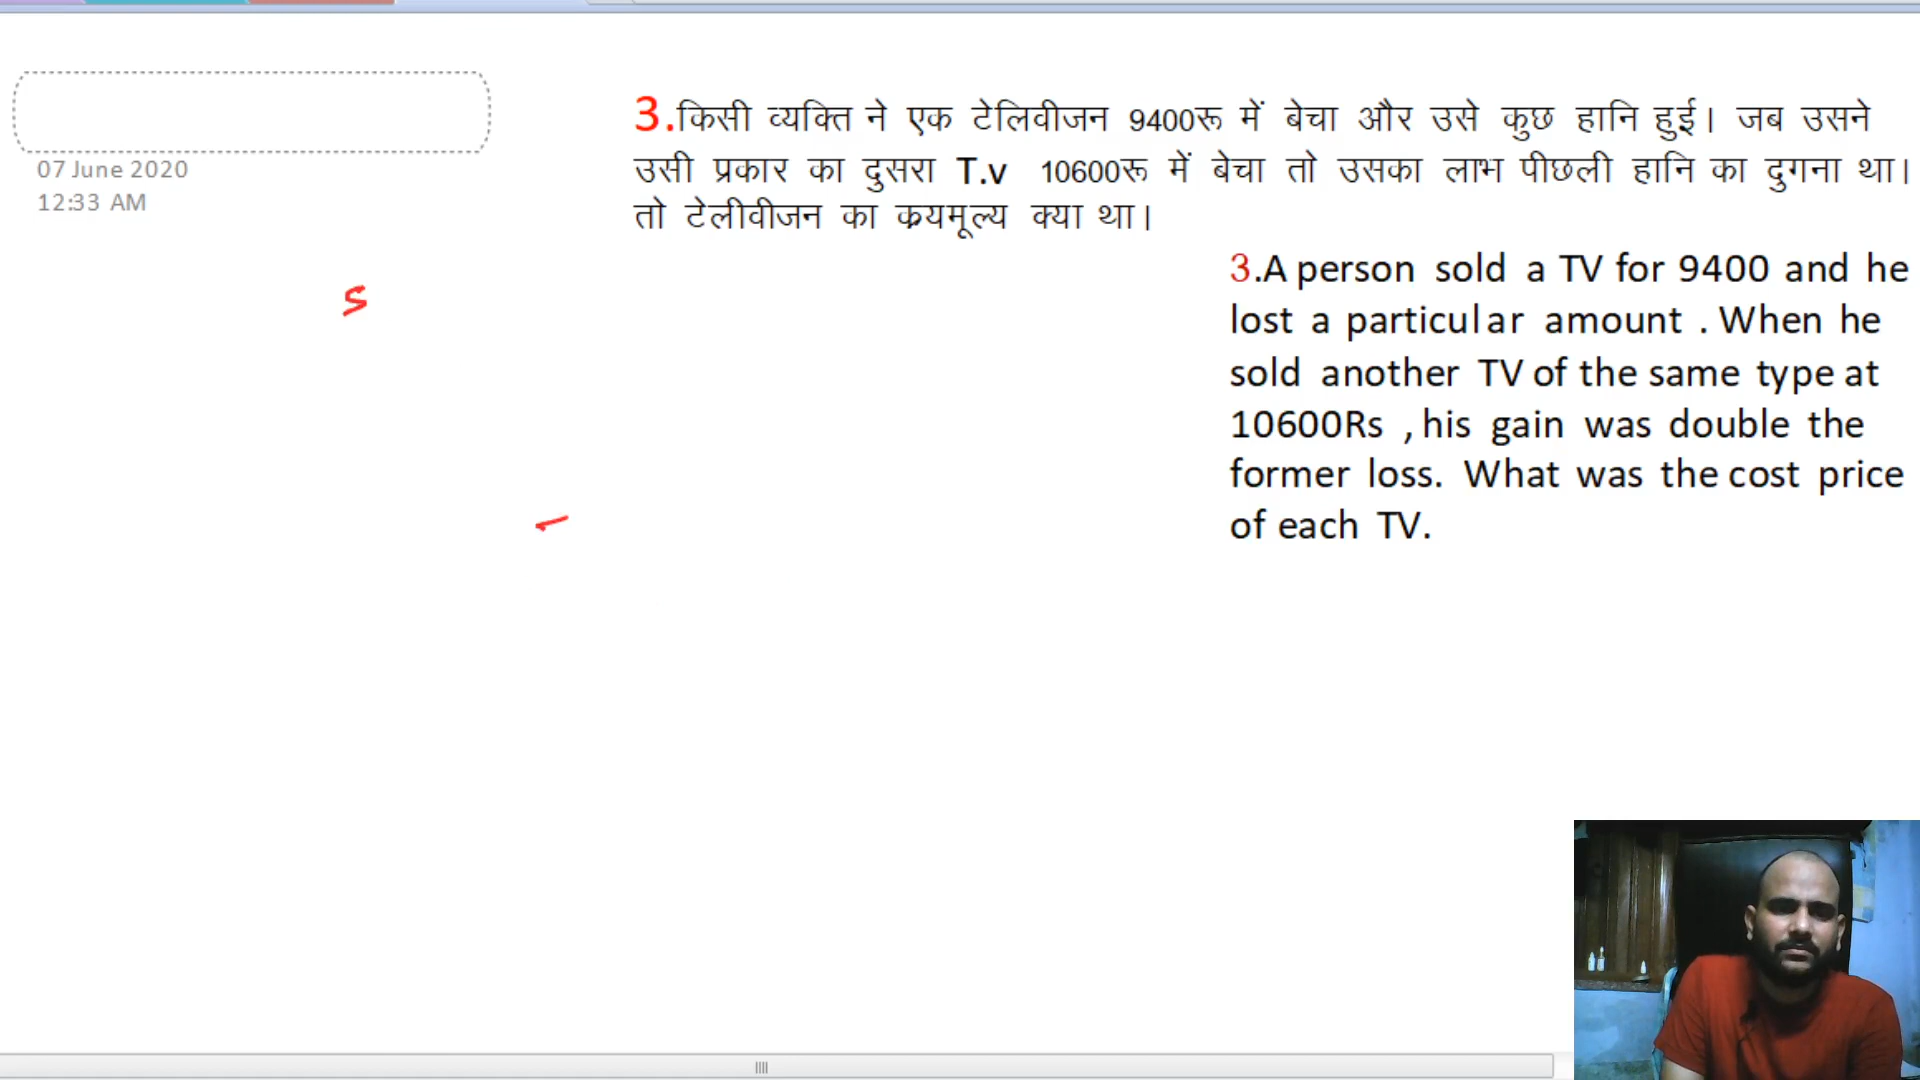 07 June 2020
12:33 AM
3.किसी व्यक्ति ने एक टेलिवीजन 9400रू में बेचा और उसे कुछ हानि हुई। जब उसने
उसी प्रकार का दुसरा T.v 10600रू में बेचा तो उसका लाभ पीछली हानि का दुगना था।
तो टेलीवीजन का क्रयमूल्य क्या था।
3.A person sold a TV for 9400 and he
lost a particular amount . When he
sold another TV of the same type at
10600Rs , his gain was double the
former loss. What was the cost price
of each TV.
S